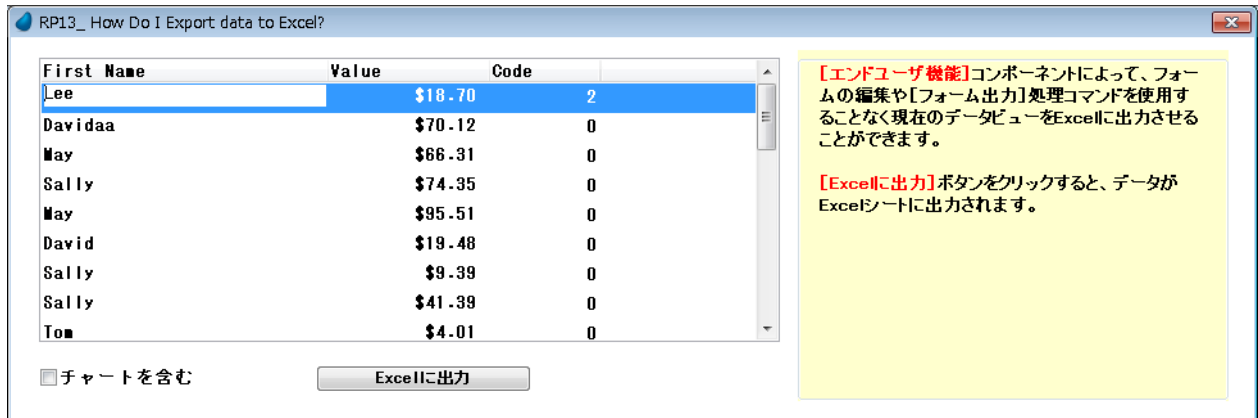 RP13_ How Do I Export data to Excel?
First Name Value Code
Lee $18.70 2
Davidaa $70.12 0
May $66.31 0
Sally $74.35 0
May $95.51 0
David $19.48 0
Sally $9.39 0
Sally $41.39 0
Tom $4.01 0
チャートを含む
Excelに出力
[エンドユーザ機能]コンポーネントによって、フォー
ムの編集や[フォーム出力]処理コマンドを使用す
ることなく現在のデータビューをExcelに出力させる
ことができます。
[Excelに出力]ボタンをクリックすると、データが
Excelシートに出力されます。